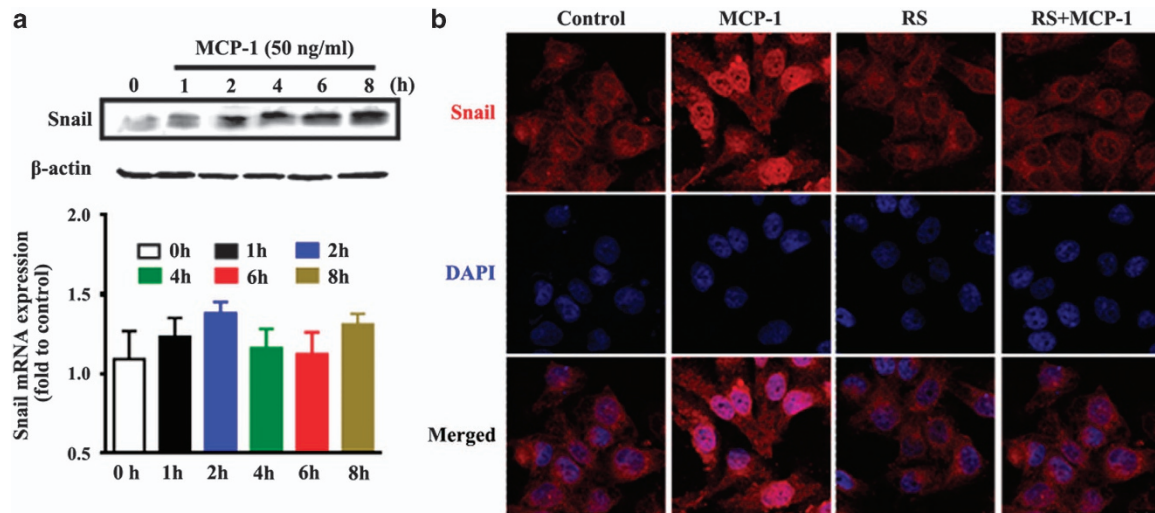 a
MCP-1 (50 ng/ml)
0 1 2 4 6 8 (h)
Snail
β-actin
Snail mRNA expression
(fold to control)
2.0
1.5
1.0
0.5
0h 1h 2h
4h 6h 8h
0 h 1h 2h 4h 6h 8h
b
Control MCP-1 RS RS+MCP-1
Snail
DAPI
Merged